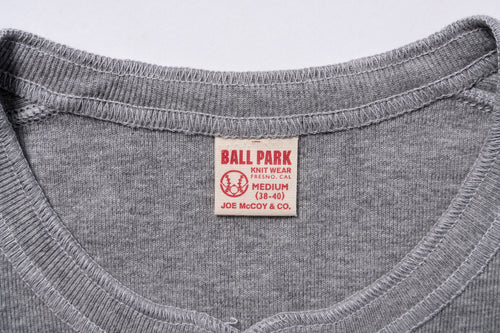 BALL PARK
KNIT WEAR
FRESNO, CAL
MEDIUM
(38-40)
JOE McCOY & CO.